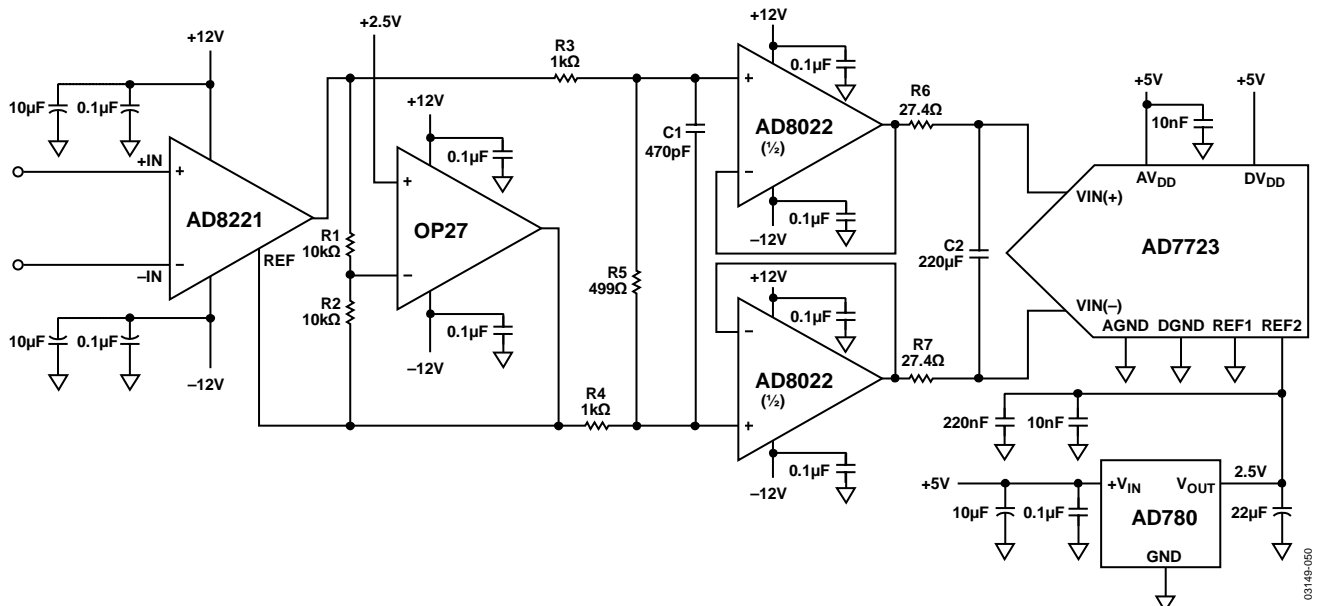 +12V
10µF
0.1µF
+IN
+
AD8221
−
–IN
REF
10µF
0.1µF
–12V
R1
10kΩ
R2
10kΩ
+2.5V
+12V
0.1µF
+
OP27
−
0.1µF
–12V
R3
1kΩ
R5
499Ω
R4
1kΩ
C1
470pF
+12V
0.1µF
+
AD8022
(½)
−
0.1µF
–12V
R6
27.4Ω
+12V
0.1µF
−
AD8022
(½)
+
0.1µF
–12V
R7
27.4Ω
C2
220µF
+5V
10nF
+5V
AVDD
DVDD
VIN(+)
AD7723
VIN(–)
AGND
DGND
REF1
REF2
220nF
10nF
+5V
10µF
0.1µF
+VIN
VOUT
AD780
GND
2.5V
22µF
03149-050